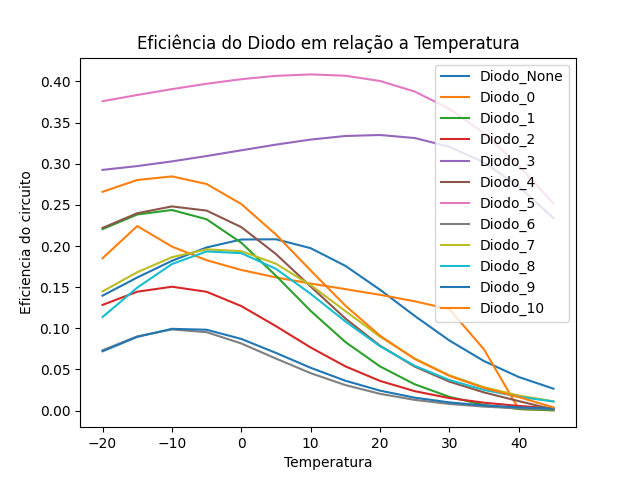 Eficiência do Diodo em relação a Temperatura
0.40
0.35
0.30
0.25
0.20
0.15
0.10
0.05
0.00
Eficiencia do circuito
Diodo_None
Diodo_0
Diodo_1
Diodo_2
Diodo_3
Diodo_4
Diodo_5
Diodo_6
Diodo_7
Diodo_8
Diodo_9
Diodo_10
−20 −10 0 10 20 30 40
Temperatura